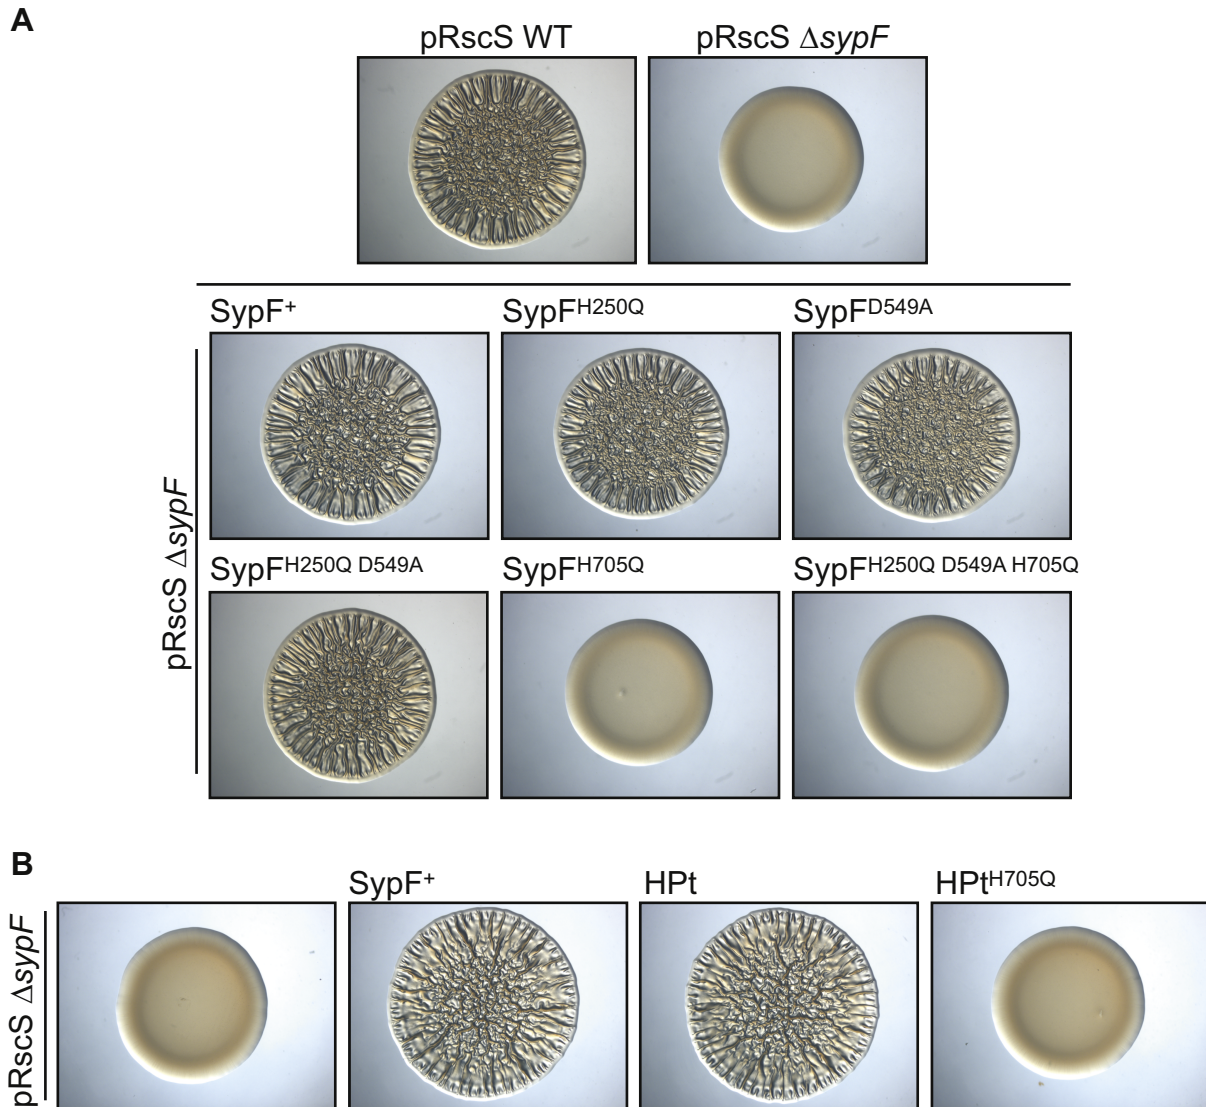 A
pRscS WT
pRscS ΔsypF
SypF+
SypFH250Q
SypFD549A
pRscS ΔsypF
SypFH250Q D549A
SypFH705Q
SypFH250Q D549A H705Q
B
SypF+
HPt
HPtH705Q
pRscS ΔsypF